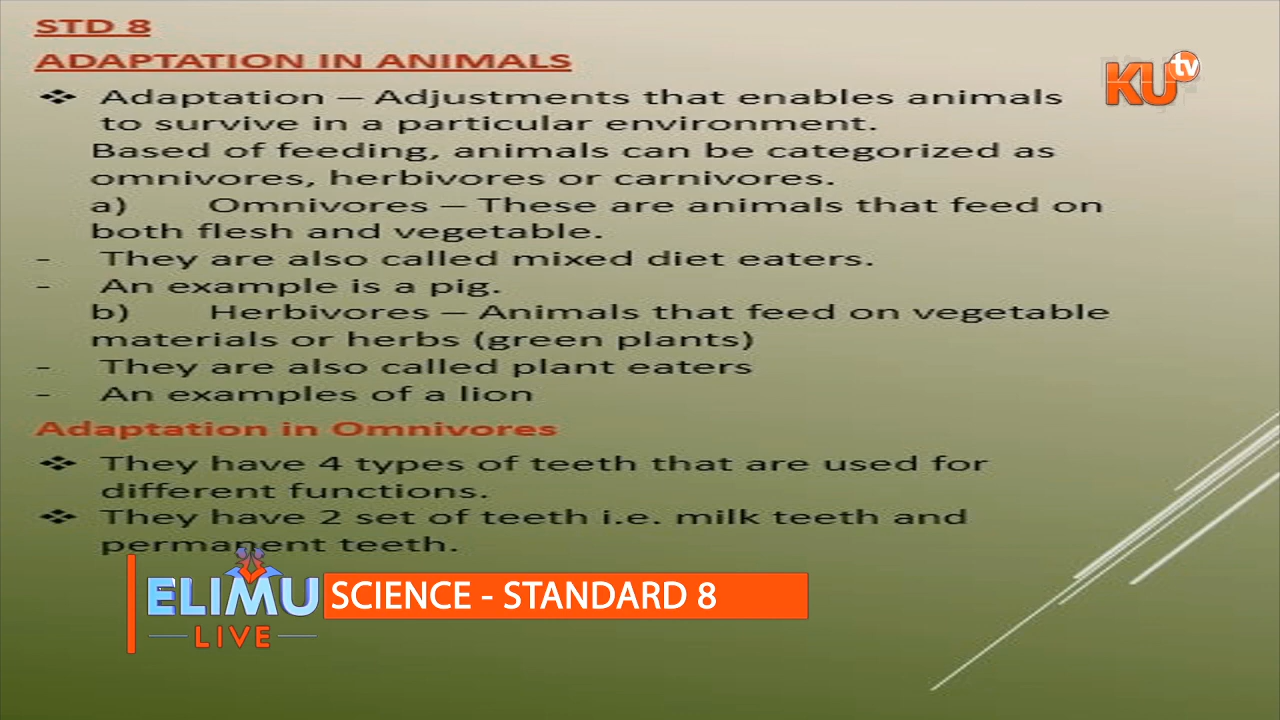 STD 8
ADAPTATION IN ANIMALS
KU tv
❖ Adaptation – Adjustments that enables animals
to survive in a particular environment.
Based of feeding, animals can be categorized as
omnivores, herbivores or carnivores.
a) Omnivores – These are animals that feed on
both flesh and vegetable.
- They are also called mixed diet eaters.
- An example is a pig.
b) Herbivores – Animals that feed on vegetable
materials or herbs (green plants)
- They are also called plant eaters
- An examples of a lion
Adaptation in Omnivores
❖ They have 4 types of teeth that are used for
different functions.
❖ They have 2 set of teeth i.e. milk teeth and
permanent teeth.
ELIMU
LIVE
SCIENCE - STANDARD 8